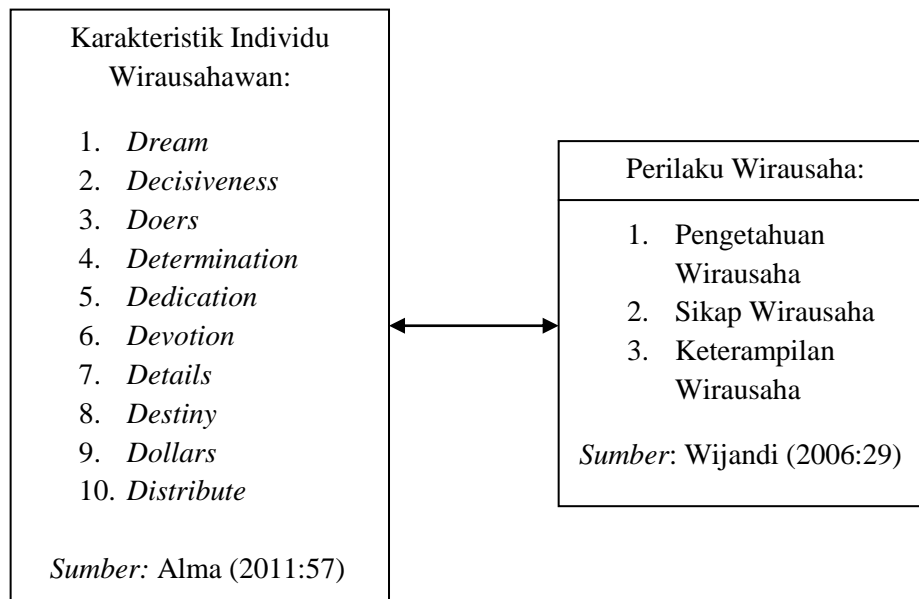 Karakteristik Individu
Wirausahawan:
1. Dream
2. Decisiveness
3. Doers
4. Determination
5. Dedication
6. Devotion
7. Details
8. Destiny
9. Dollars
10. Distribute
Sumber: Alma (2011:57)
Perilaku Wirausaha:
1. Pengetahuan
Wirausaha
2. Sikap Wirausaha
3. Keterampilan
Wirausaha
Sumber: Wijandi (2006:29)